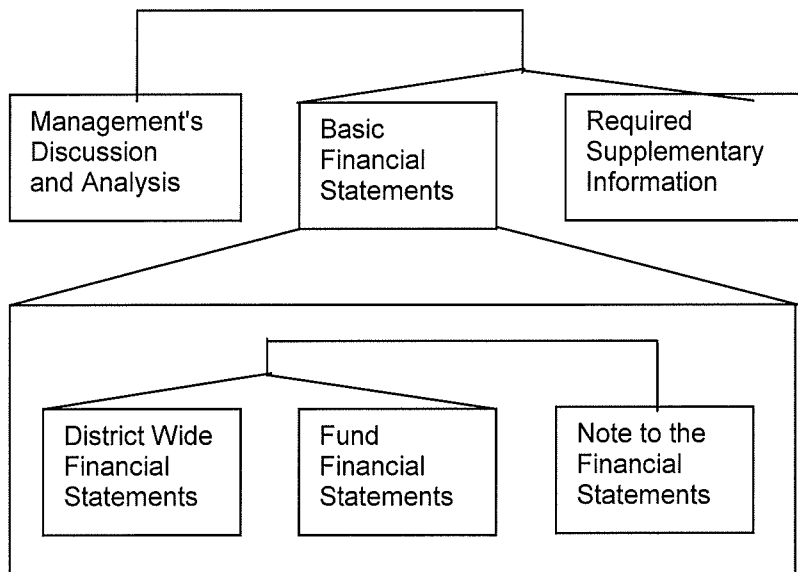 Management's
Discussion
and Analysis
Basic
Financial
Statements
Required
Supplementary
Information
District Wide
Financial
Statements
Fund
Financial
Statements
Note to the
Financial
Statements